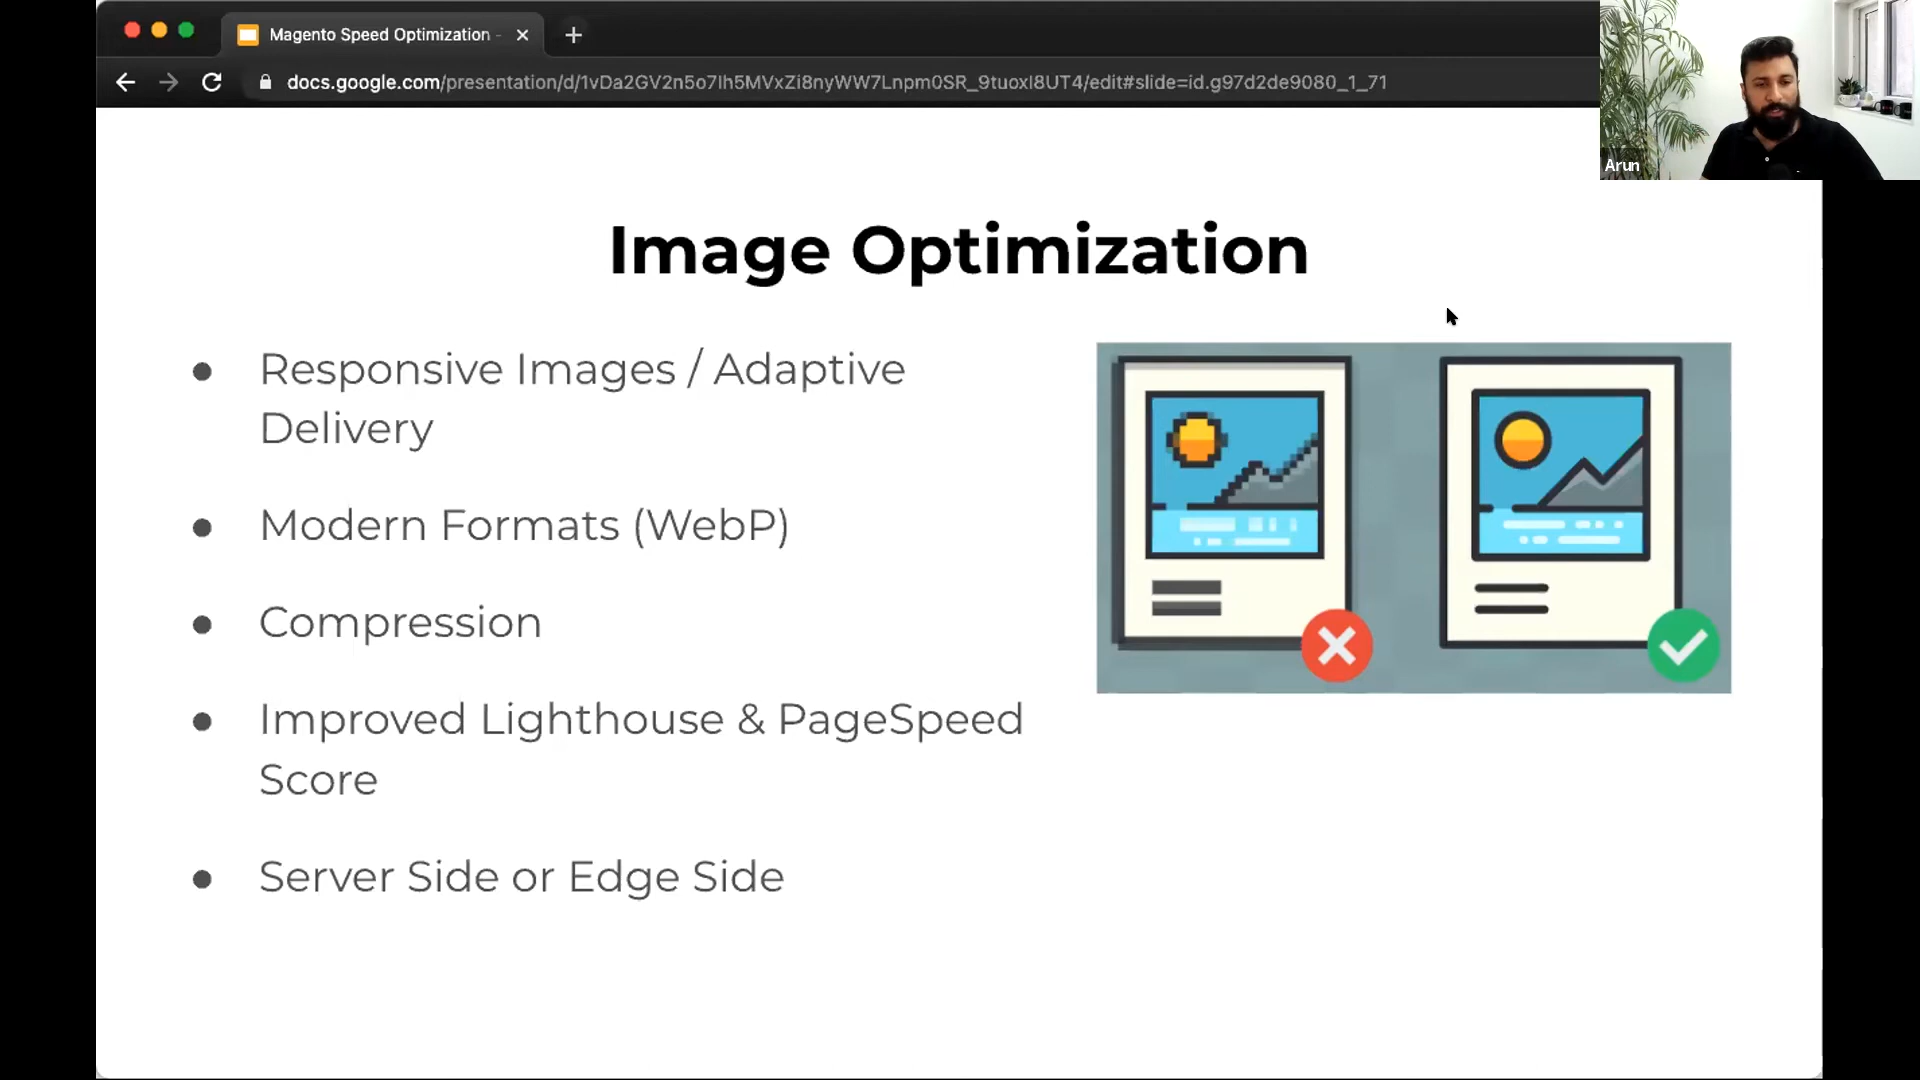 Magento Speed Optimization -
docs.google.com/presentation/d/1vDa2GV2n5o7Ih5MVxZi8nyWW7Lnpm0SR_9tuoxI8UT4/edit#slide=id.g97d2de9080_1_71
Arun
Image Optimization
Responsive Images / Adaptive
Delivery
Modern Formats (WebP)
Compression
Improved Lighthouse & PageSpeed
Score
Server Side or Edge Side